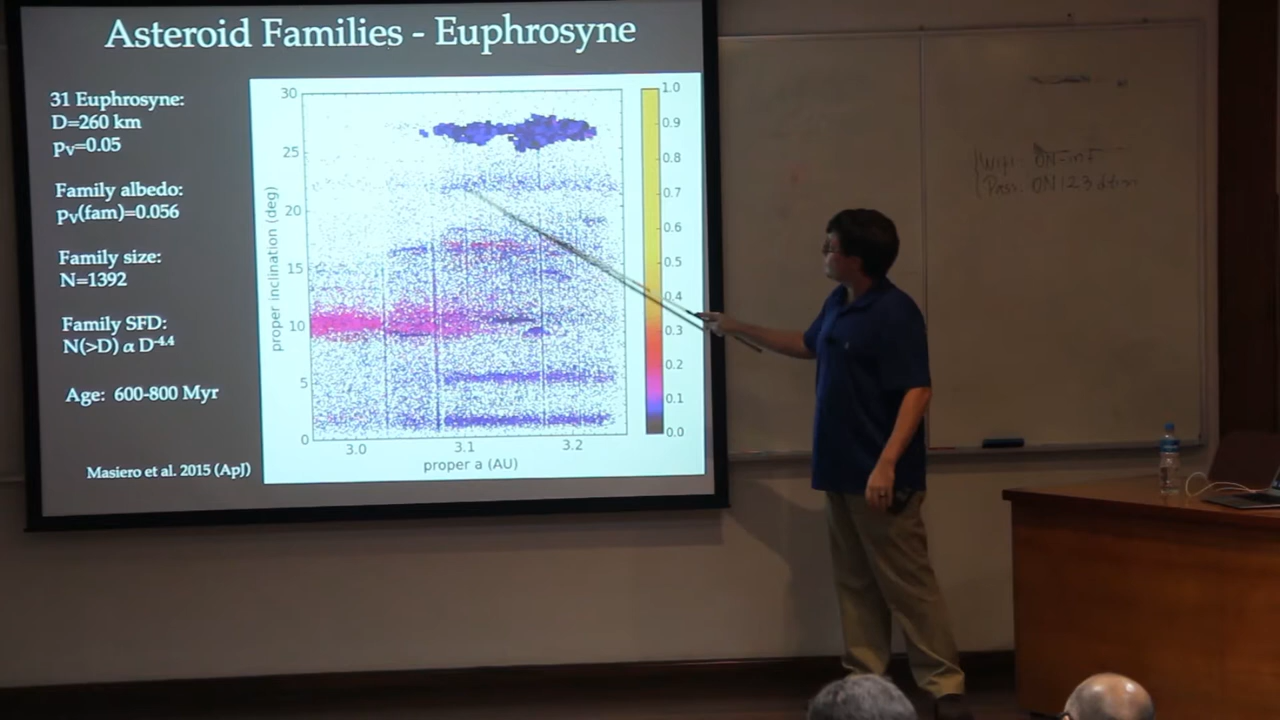 Asteroid Families - Euphrosyne
31 Euphrosyne:
D=260 km
pv=0.05
Family albedo:
pv(fam)=0.056
Family size:
N=1392
Family SFD:
N(>D) α D-4.4
Age: 600-800 Myr
Masiero et al. 2015 (ApJ)
proper inclination (deg)
30
25
20
15
10
5
0
3.0 3.1 3.2
proper a (AU)
1.0
0.9
0.8
0.7
0.6
0.5
0.4
0.3
0.2
0.1
0.0
Pass: ON123